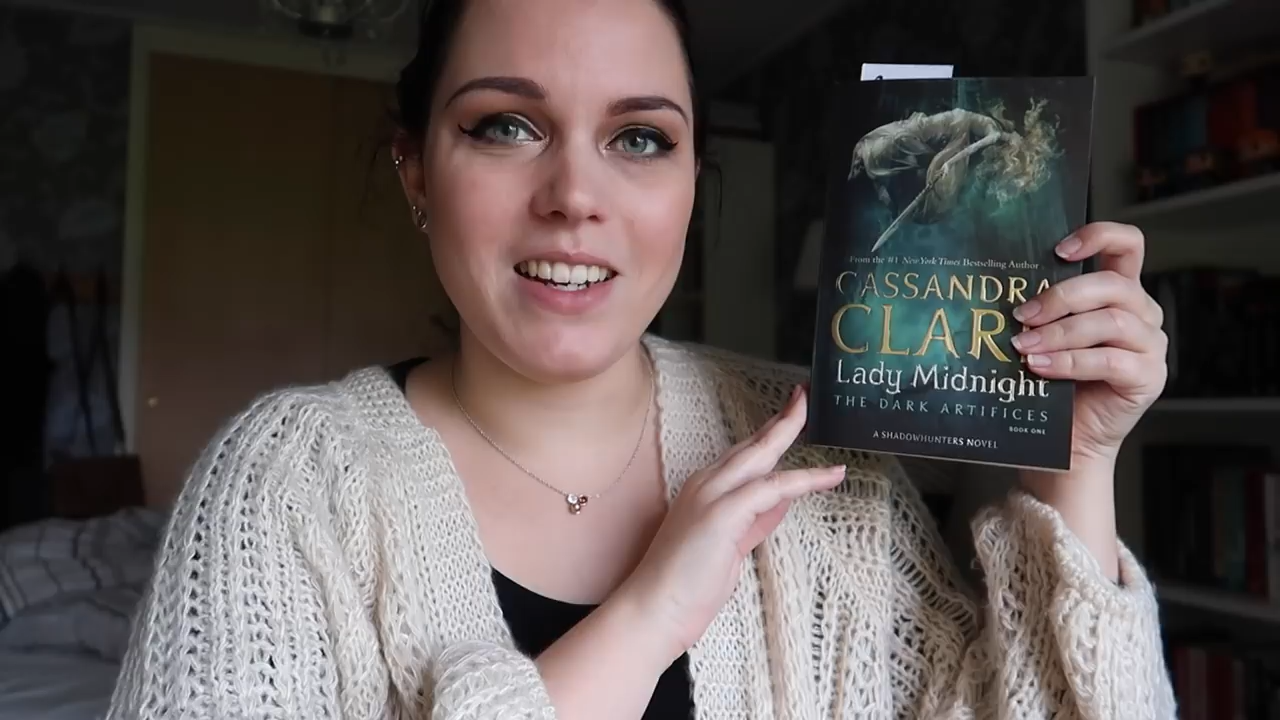 From the #1 New York Times Bestselling Author
CASSANDRA
CLAR
Lady Midnight
THE DARK ARTIFICES
BOOK ONE
A SHADOWHUNTERS NOVEL